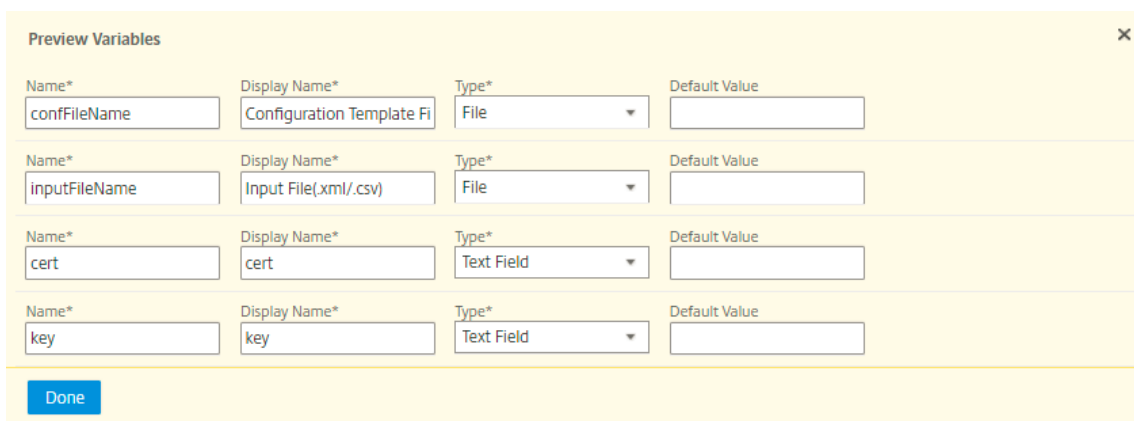 Preview Variables
Name* Display Name* Type* Default Value
confFileName Configuration Template Fi File
Name* Display Name* Type* Default Value
inputFileName Input File(.xml/.csv) File
Name* Display Name* Type* Default Value
cert cert Text Field
Name* Display Name* Type* Default Value
key key Text Field
Done